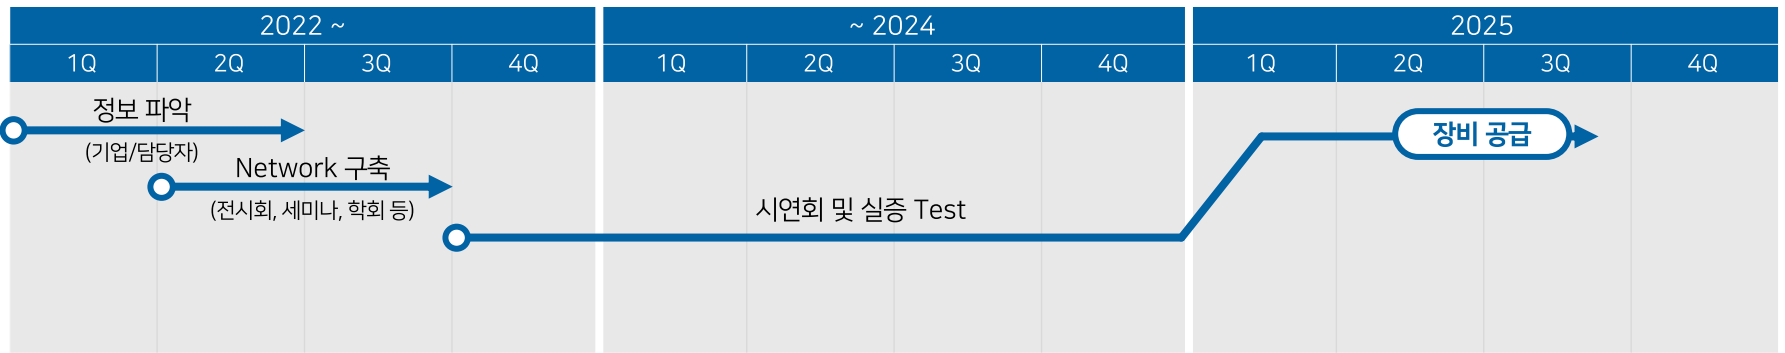 2022 ~
~ 2024
2025
1Q 2Q 3Q 4Q 1Q 2Q 3Q 4Q 1Q 2Q 3Q 4Q
정보 파악
(기업/담당자)
Network 구축
(전시회, 세미나, 학회 등)
시연회 및 실증 Test
장비 공급